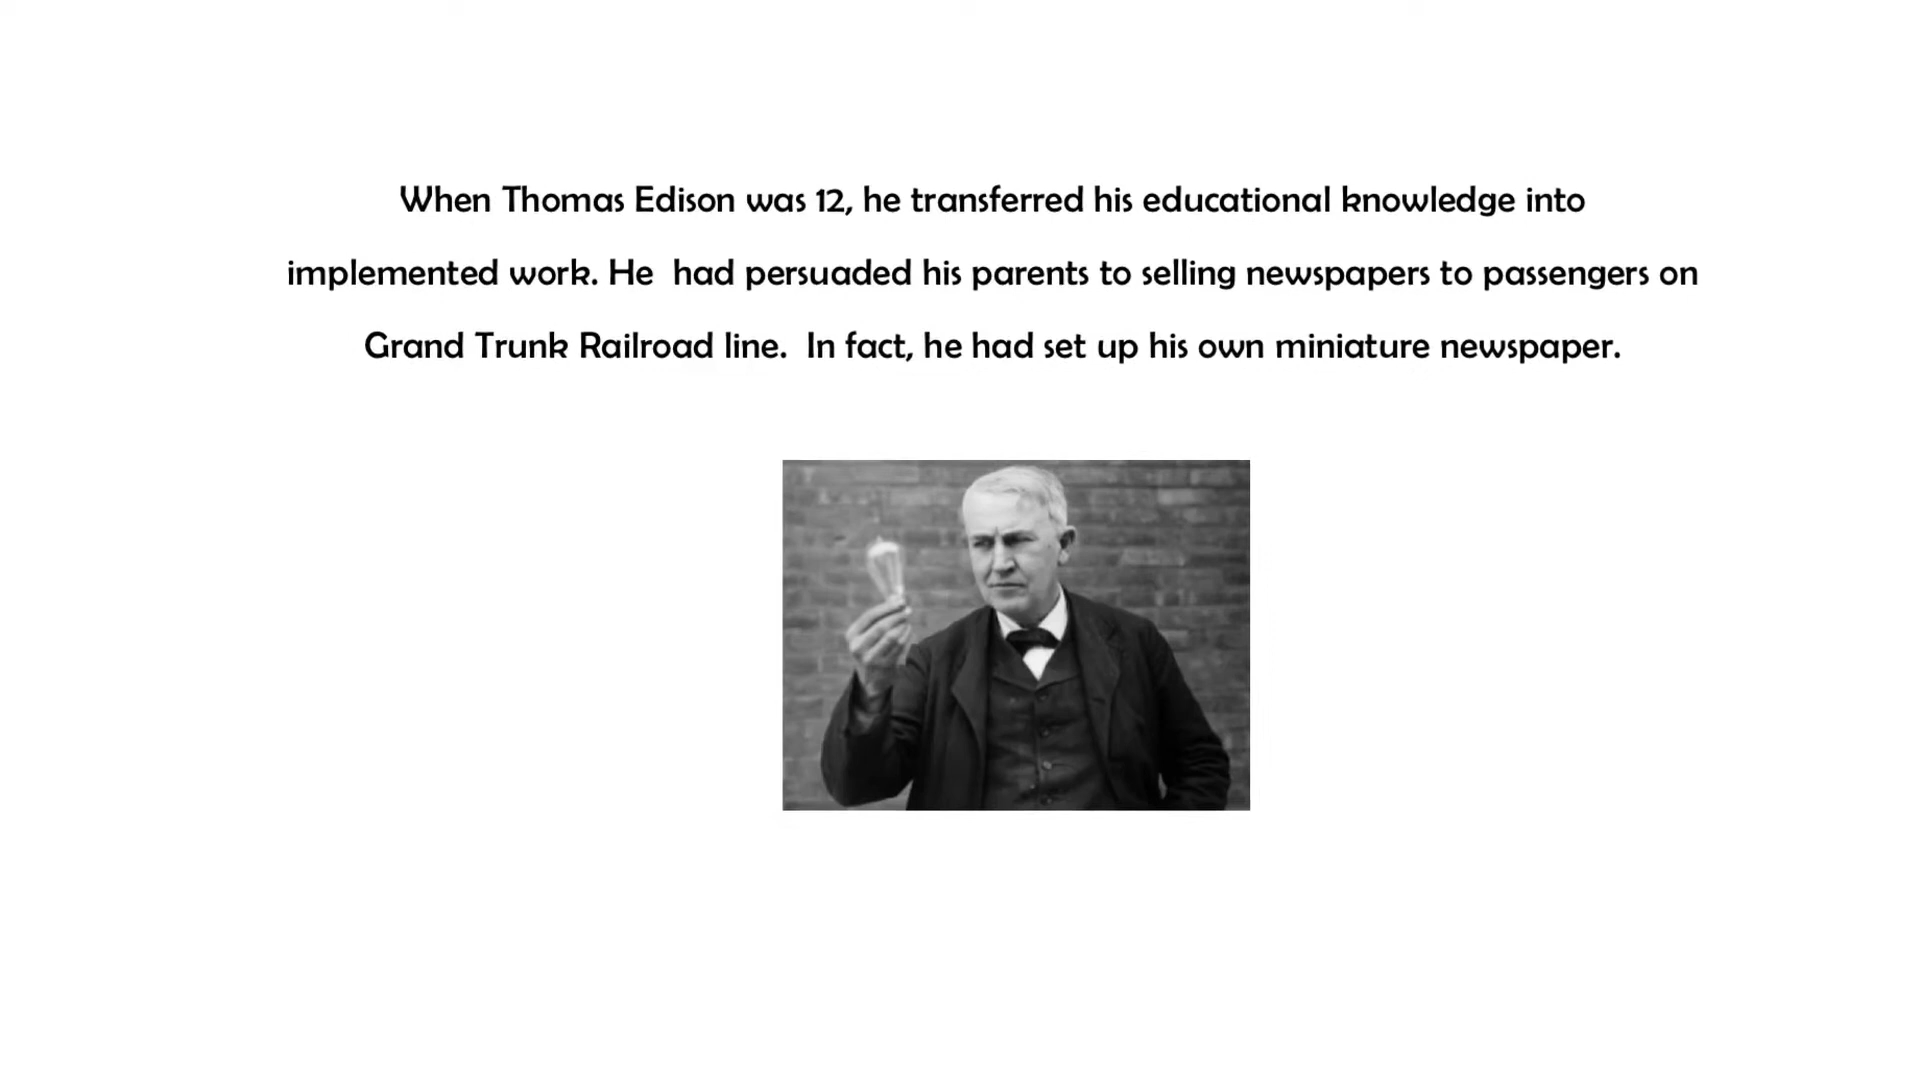 When Thomas Edison was 12, he transferred his educational knowledge into
implemented work. He  had persuaded his parents to selling newspapers to passengers on
Grand Trunk Railroad line.  In fact, he had set up his own miniature newspaper.